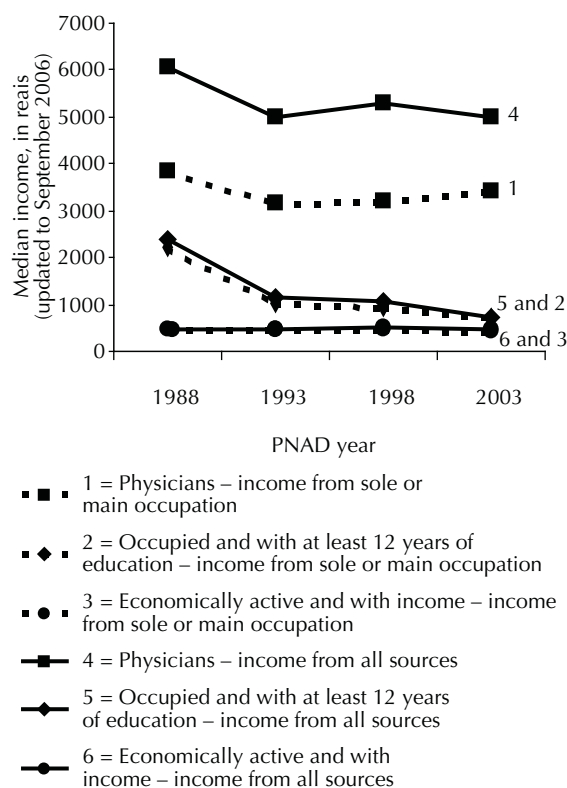 Median income, in reais
(updated to September 2006)
7000
6000
5000
4000
3000
2000
1000
0
4
1
5 and 2
6 and 3
1988 1993 1998 2003
PNAD year
1 = Physicians – income from sole or
main occupation
2 = Occupied and with at least 12 years of
education – income from sole or main occupation
3 = Economically active and with income – income
from sole or main occupation
4 = Physicians – income from all sources
5 = Occupied and with at least 12 years
of education – income from all sources
6 = Economically active and with
income – income from all sources